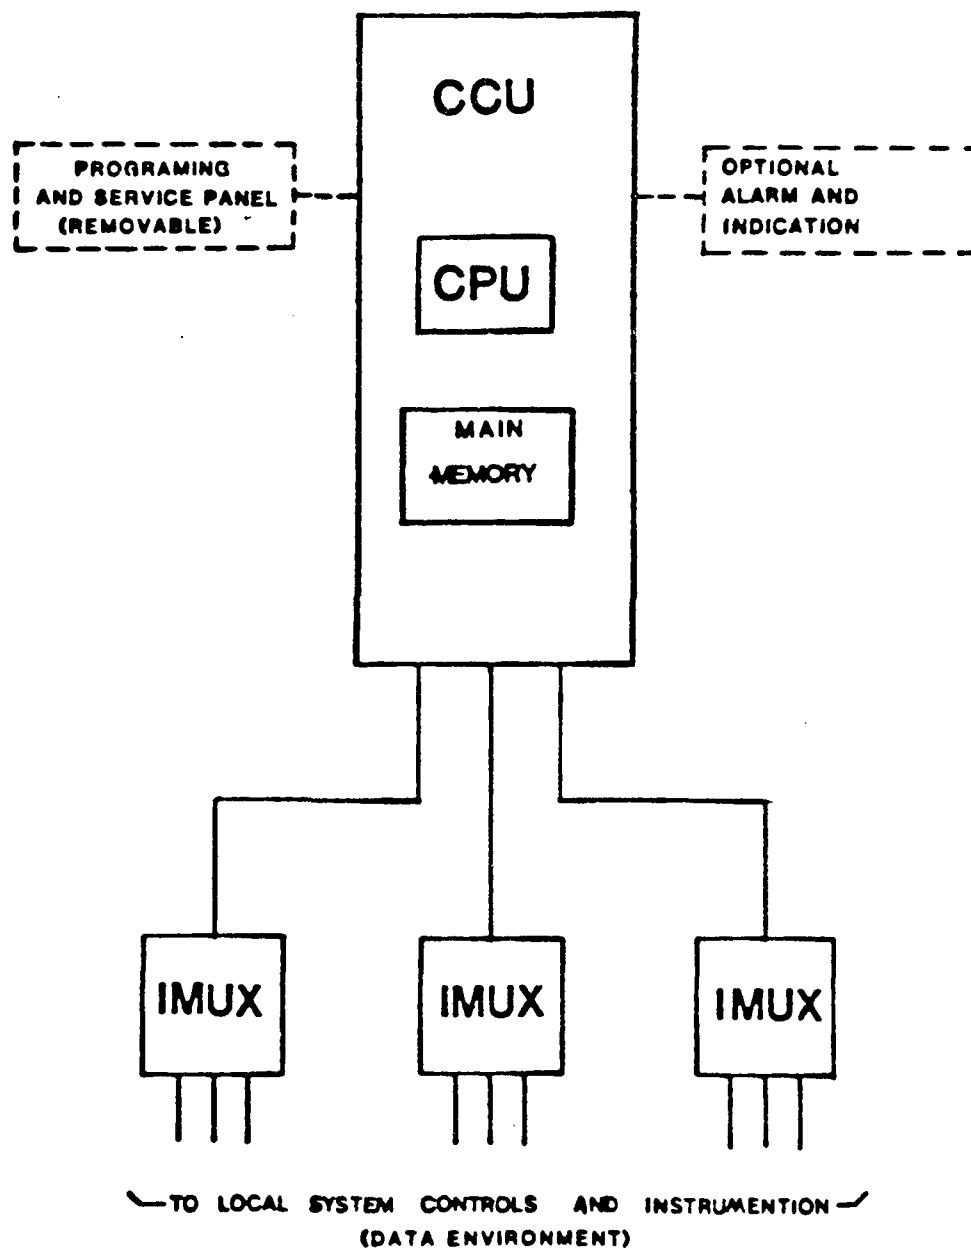 CCU
PROGRAMING
AND SERVICE PANEL
(REMOVABLE)
OPTIONAL
ALARM AND
INDICATION
CPU
MAIN
MEMORY
IMUX
IMUX
IMUX
TO LOCAL SYSTEM CONTROLS AND INSTRUMENTION
(DATA ENVIRONMENT)